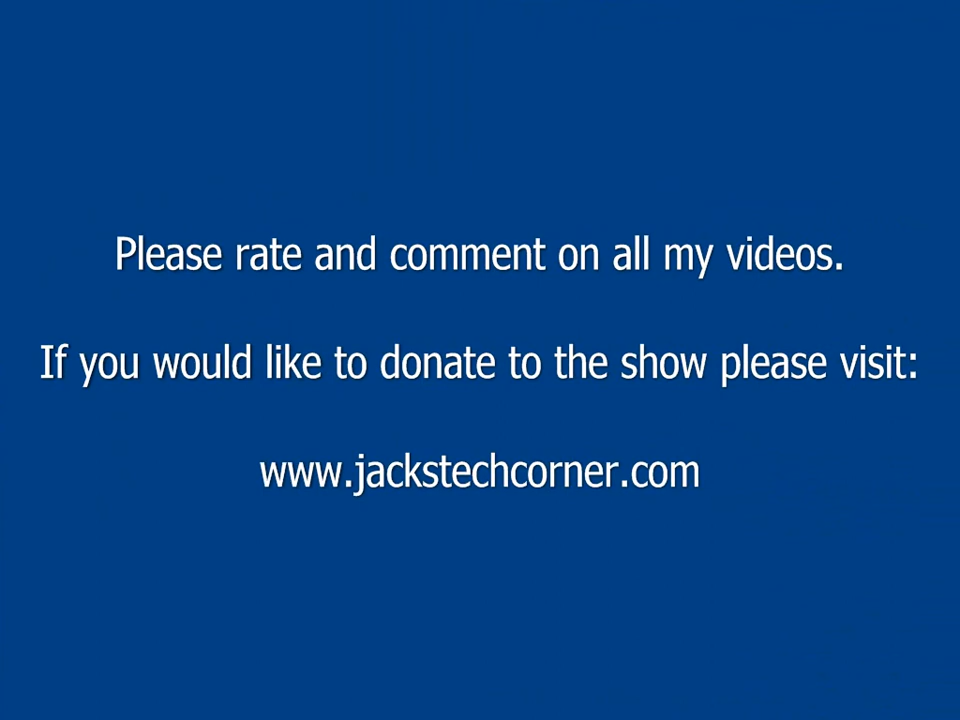 Please rate and comment on all my videos.
If you would like to donate to the show please visit:
www.jackstechcorner.com